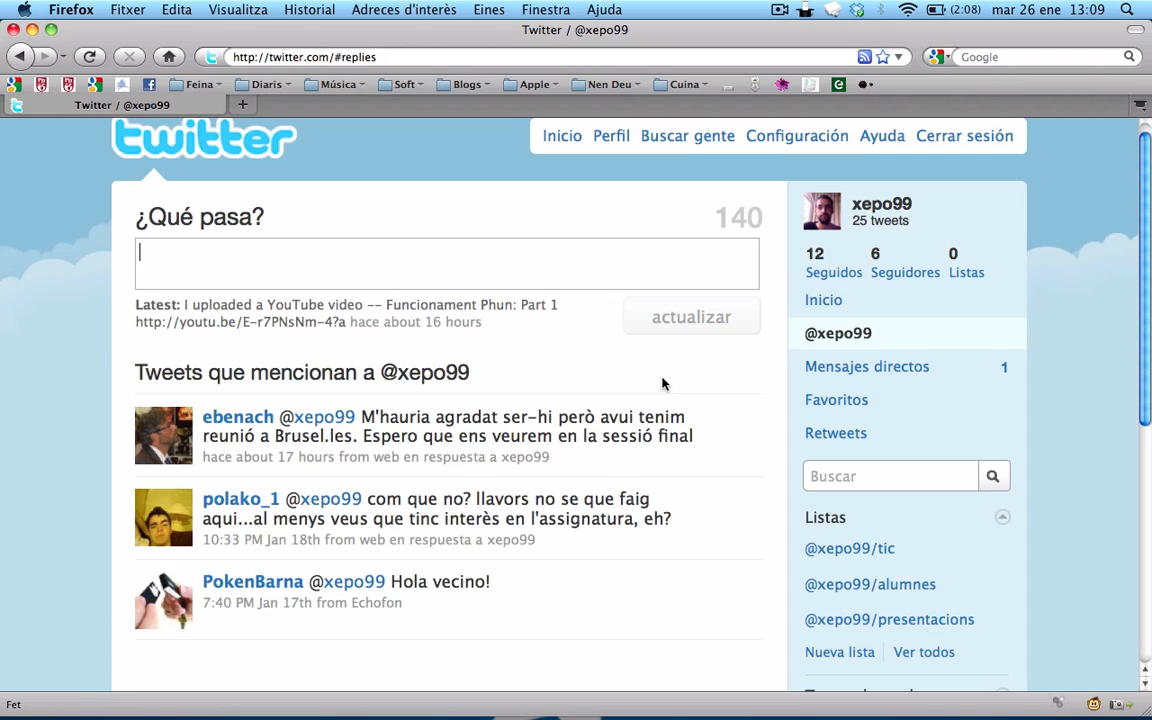 Firefox Fitxer Edita Visualitza Historial Adreces d'interès Eines Finestra Ajuda (2:08) mar 26 ene 13:09
Twitter / @xepo99
http://twitter.com/#replies Google
Feina Diaris Música Soft Blogs Apple Nen Deu Cuina
Twitter / @xepo99
twitter
Inicio Perfil Buscar gente Configuración Ayuda Cerrar sesión
¿Qué pasa? 140
Latest: I uploaded a YouTube video -- Funcionament Phun: Part 1
http://youtu.be/E-r7PNsNm-4?a hace about 16 hours
actualizar
Tweets que mencionan a @xepo99
ebenach @xepo99 M'hauria agradat ser-hi però avui tenim
reunió a Brusel.les. Espero que ens veurem en la sessió final
hace about 17 hours from web en respuesta a xepo99
polako_1 @xepo99 com que no? llavors no se que faig
aqui...al menys veus que tinc interès en l'assignatura, eh?
10:33 PM Jan 18th from web en respuesta a xepo99
PokenBarna @xepo99 Hola vecino!
7:40 PM Jan 17th from Echofon
xepo99
25 tweets
12 6 0
Seguidos Seguidores Listas
Inicio
@xepo99
Mensajes directos 1
Favoritos
Retweets
Buscar
Listas
@xepo99/tic
@xepo99/alumnes
@xepo99/presentacions
Nueva lista Ver todos
Fet